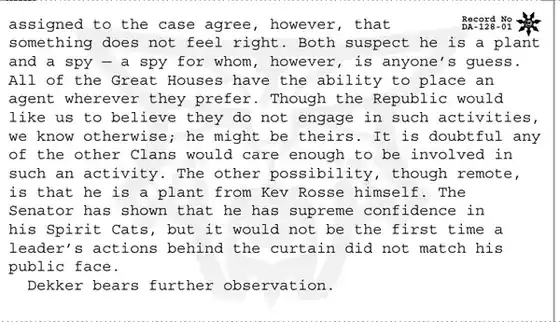 Record No
DA-128-01
assigned to the case agree, however, that
something does not feel right. Both suspect he is a plant
and a spy — a spy for whom, however, is anyone's guess.
All of the Great Houses have the ability to place an
agent wherever they prefer. Though the Republic would
like us to believe they do not engage in such activities,
we know otherwise; he might be theirs. It is doubtful any
of the other Clans would care enough to be involved in
such an activity. The other possibility, though remote,
is that he is a plant from Kev Rosse himself. The
Senator has shown that he has supreme confidence in
his Spirit Cats, but it would not be the first time a
leader's actions behind the curtain did not match his
public face.
Dekker bears further observation.